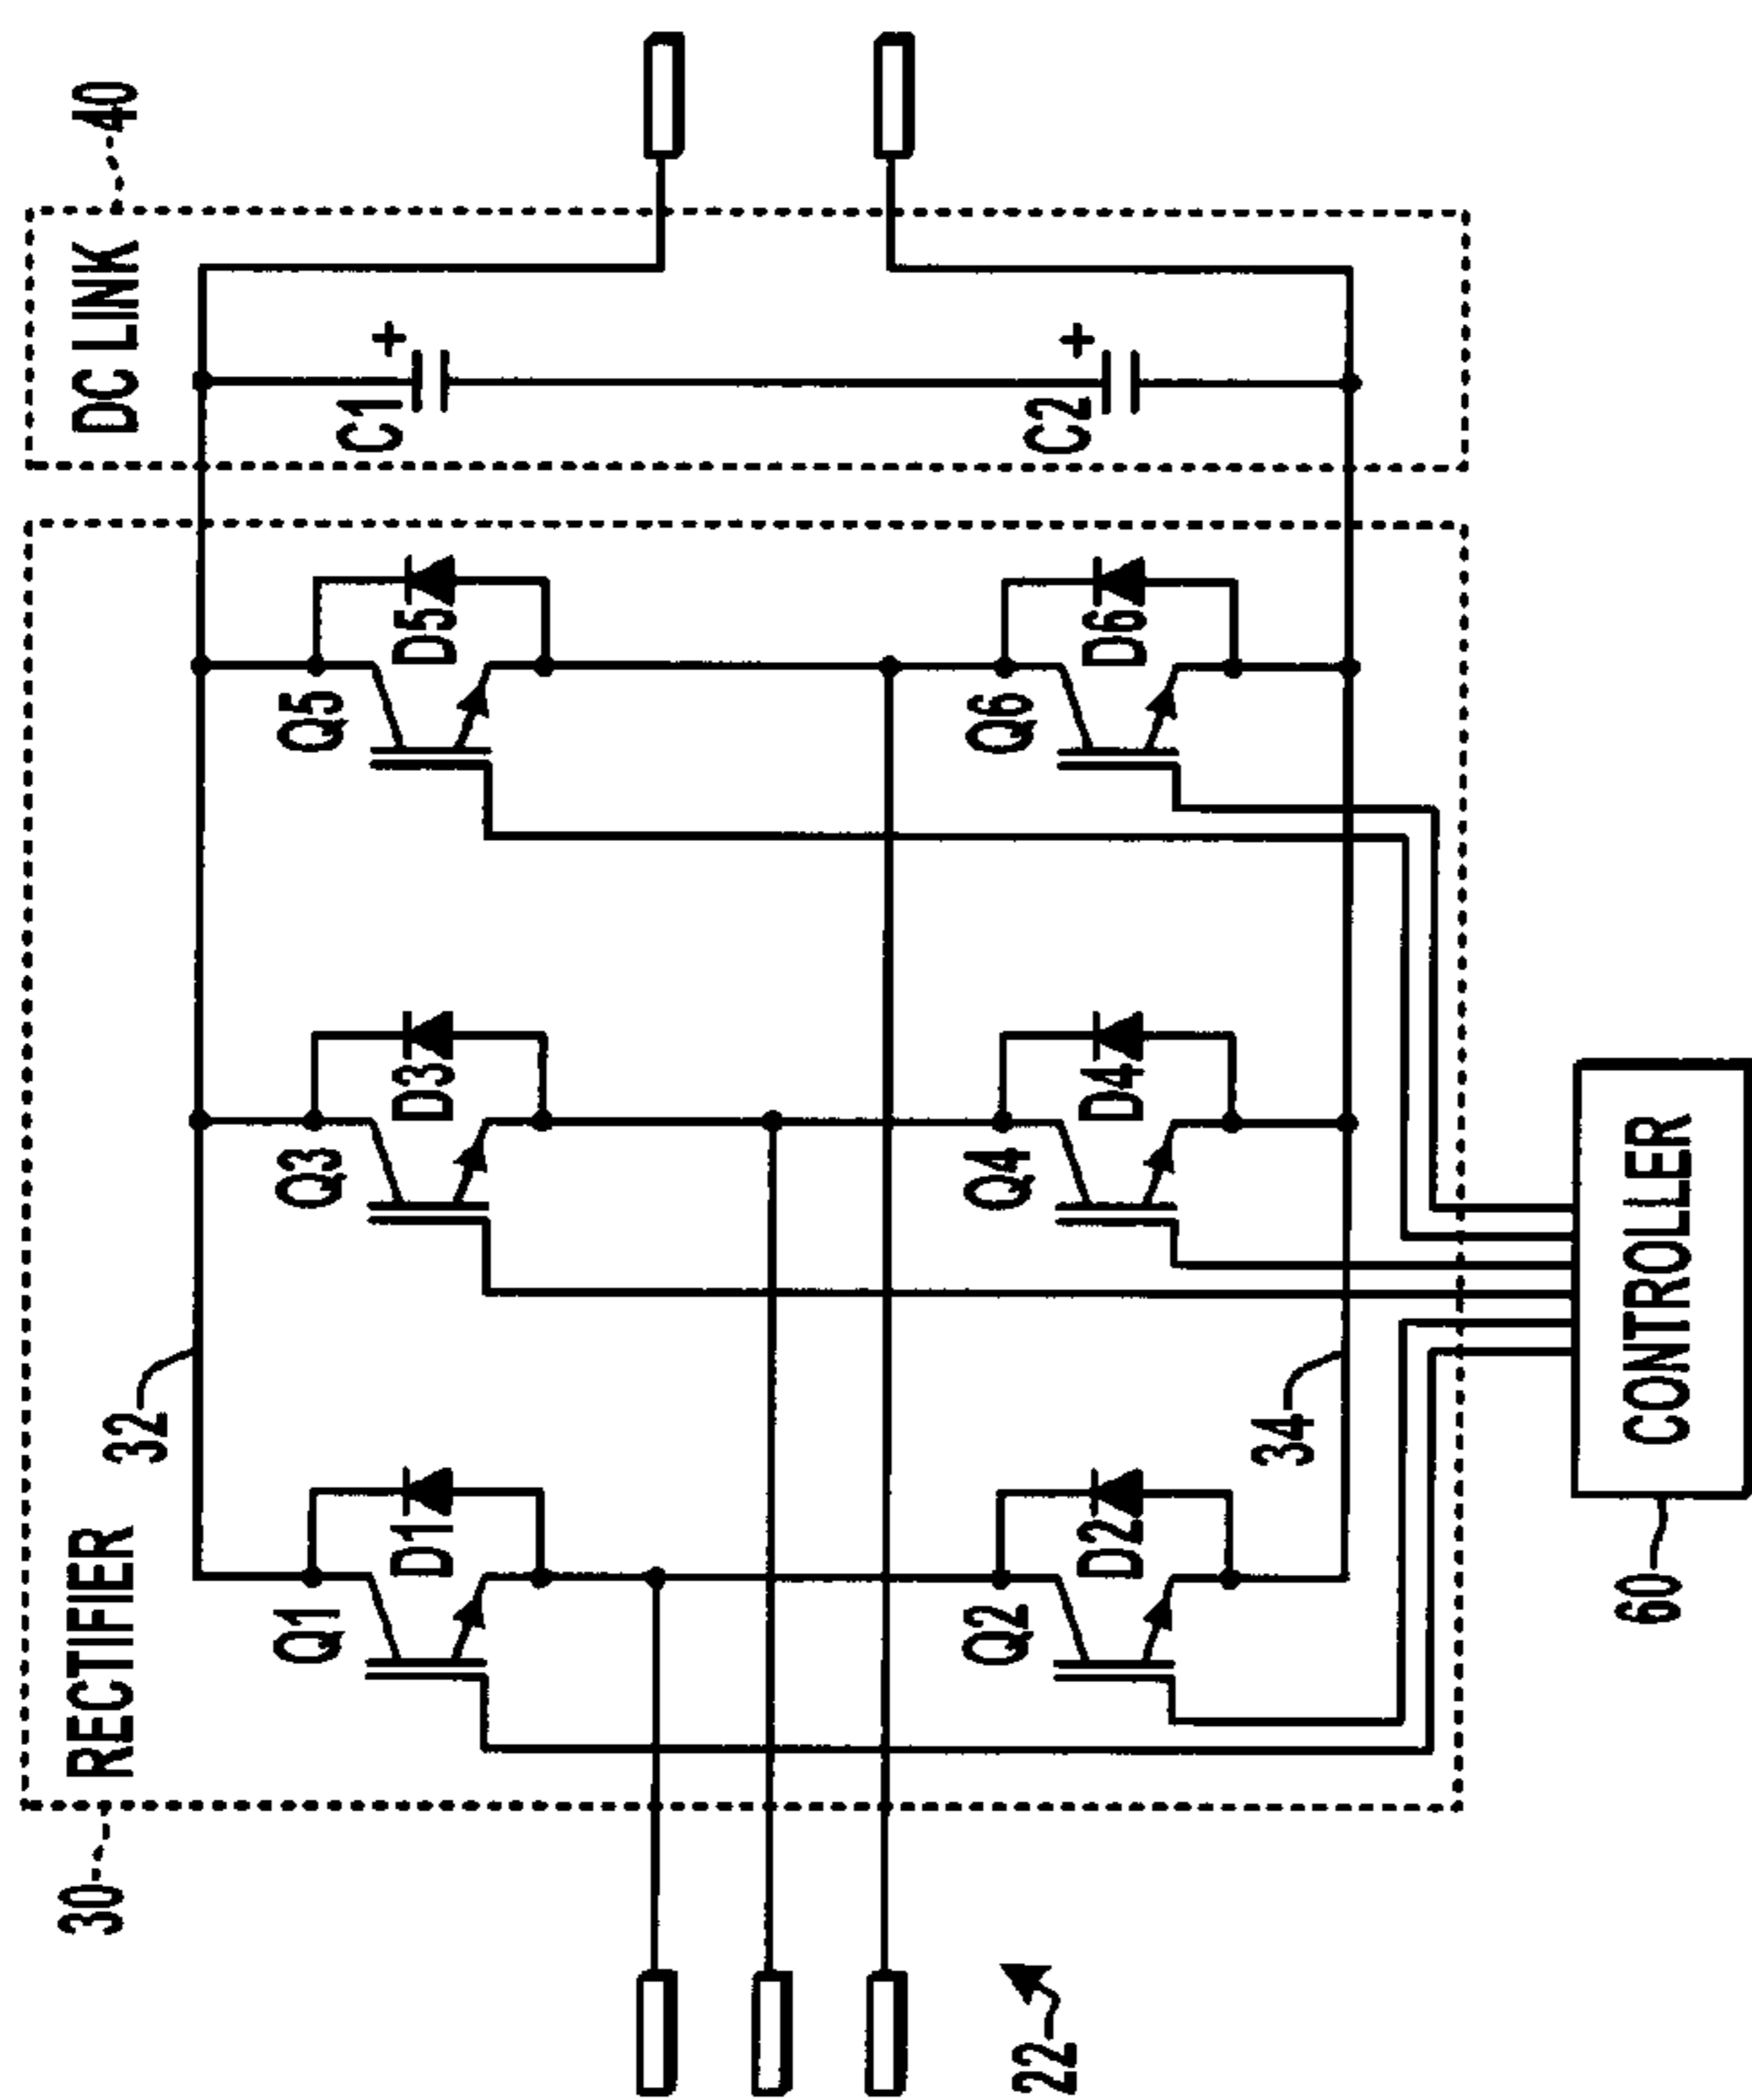 30
RECTIFIER
DC LINK
40
32
Q1
D1
Q3
D3
Q5
D5
C1
+
Q2
D2
Q4
D4
Q6
D6
C2
+
34
22
60
CONTROLLER